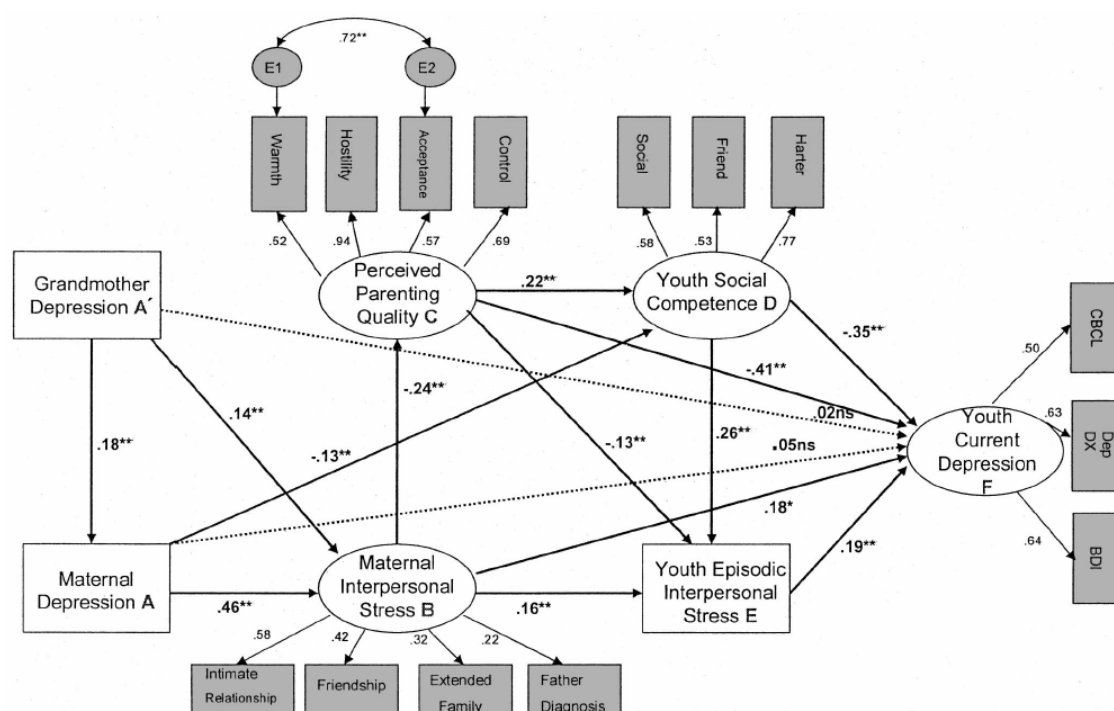 .72**
E1
E2
Warmth
Hostility
Acceptance
Control
Social
Friend
Harter
.52
.94
.57
.69
.58
.53
.77
Grandmother
Depression A´
Perceived
Parenting
Quality C
.22**
Youth Social
Competence D
CBCL
.50
-.35**
-.41**
-.24**
.14**
.02ns
.63
Dep
DX
Youth
Current
Depression
F
.18**
.26**
-.13**
-.13**
.05ns
.18*
.64
BDI
.19**
Maternal
Depression A
.46**
Maternal
Interpersonal
Stress B
.16**
Youth Episodic
Interpersonal
Stress E
.58
.42
.32
.22
Intimate
Relationship
Friendship
Extended
Family
Father
Diagnosis